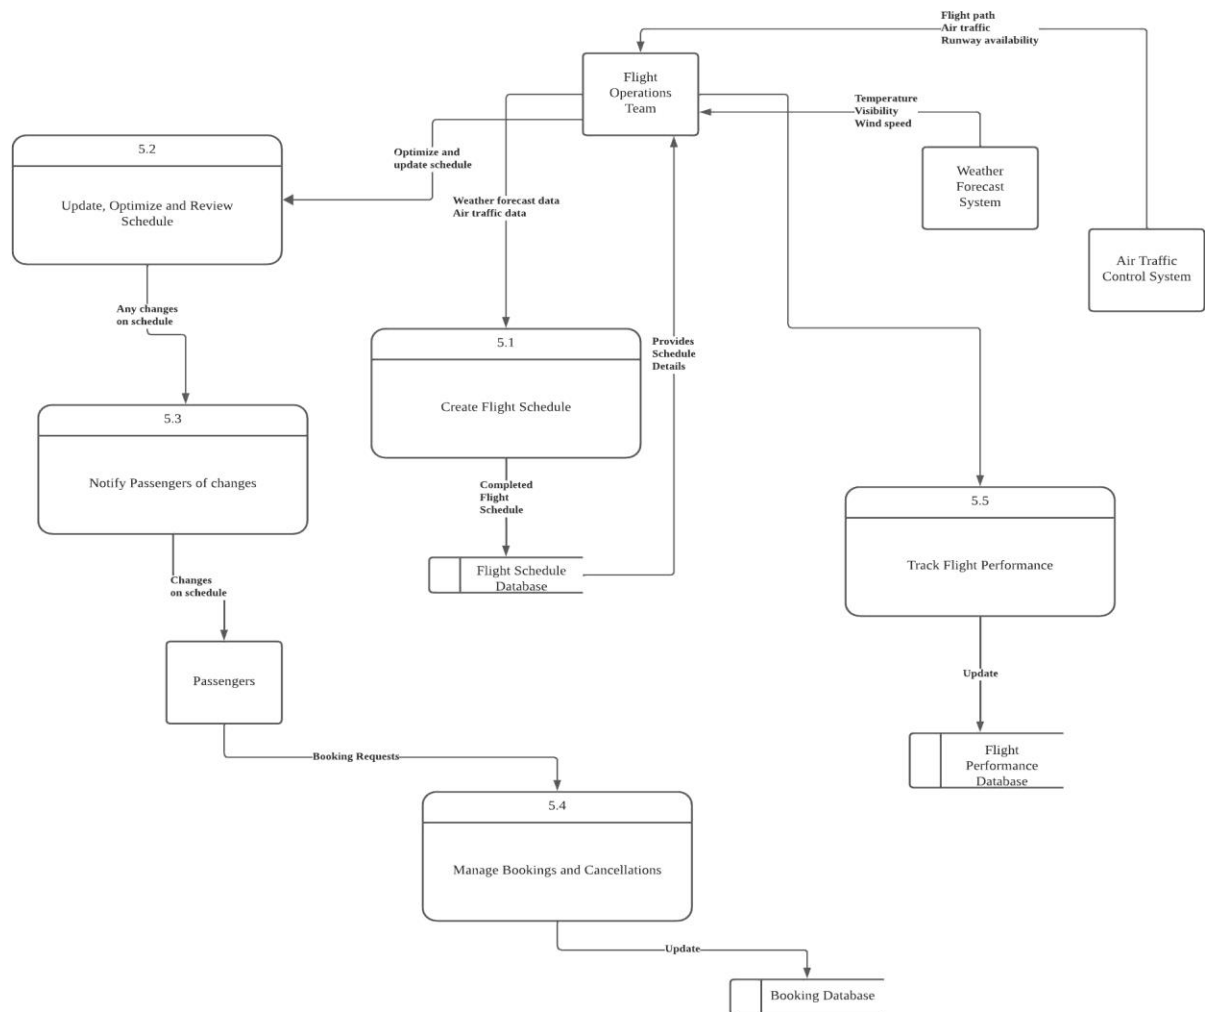 Flight path
Air traffic
Runway availability
Flight
Operations
Team
Temperature
Visibility
Wind speed
5.2
Optimize and
update schedule
Weather
Forecast
System
Update, Optimize and Review
Schedule
Weather forecast data
Air traffic data
Air Traffic
Control System
Any changes
on schedule
5.1
Provides
Schedule
Details
Create Flight Schedule
5.3
Notify Passengers of changes
Completed
Flight
Schedule
5.5
Track Flight Performance
Flight Schedule
Database
Changes
on schedule
Passengers
Update
Flight
Performance
Database
Booking Requests
5.4
Manage Bookings and Cancellations
Update
Booking Database